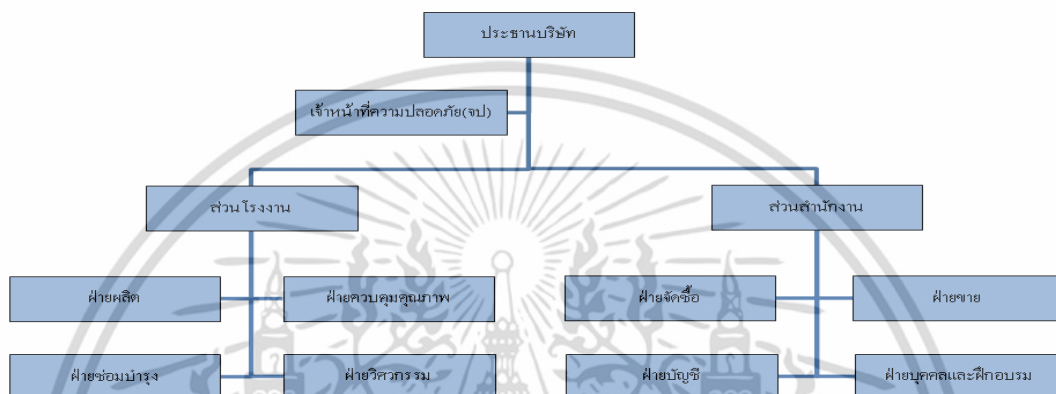 ประธานบริษัท
เจ้าหน้าที่ความปลอดภัย(จป)
ส่วนโรงงาน
ส่วนสำนักงาน
ฝ่ายผลิต
ฝ่ายควบคุมคุณภาพ
ฝ่ายจัดซื้อ
ฝ่ายขาย
ฝ่ายซ่อมบำรุง
ฝ่ายวิศวกรรม
ฝ่ายบัญชี
ฝ่ายบุคคลและฝึกอบรม